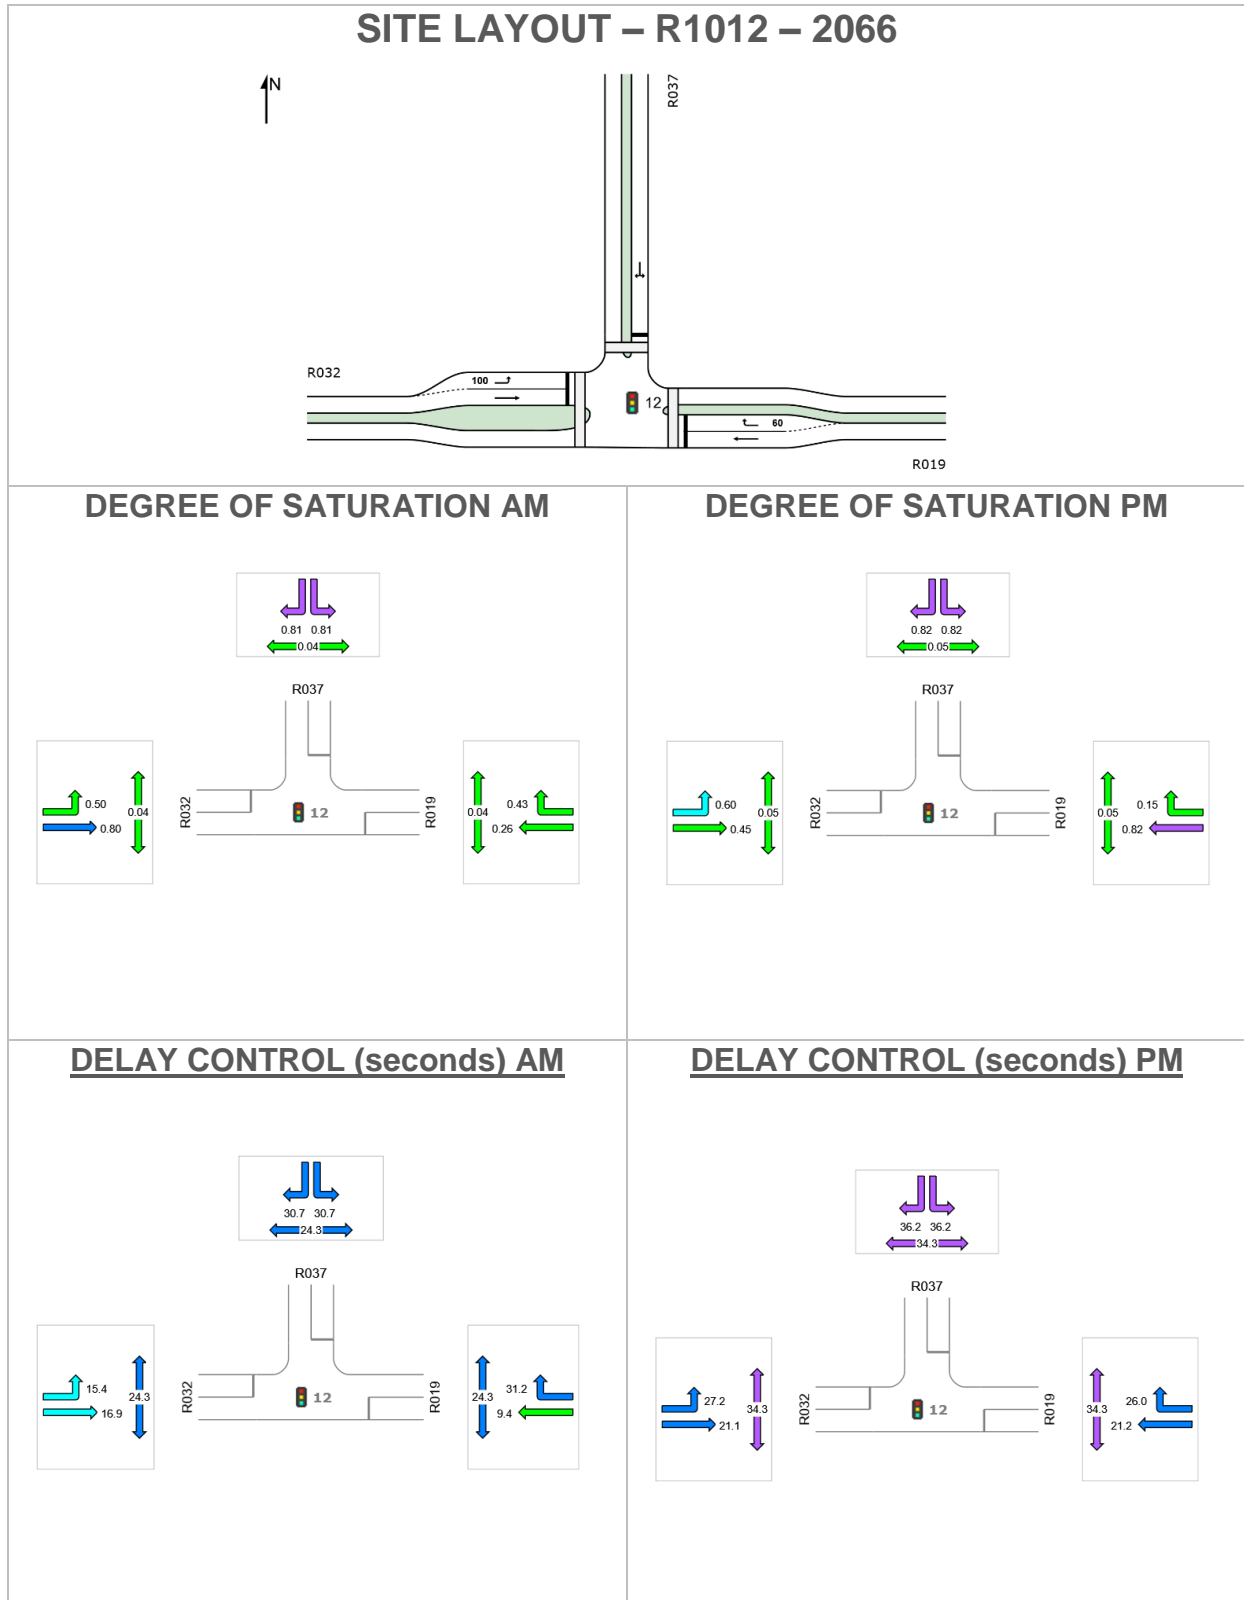 SITE LAYOUT – R1012 – 2066
N
R037
R032
100
12
60
R019
DEGREE OF SATURATION AM
0.81 0.81
0.04
R037
0.50
0.80
0.04
R032
12
R019
0.04
0.43
0.26
DEGREE OF SATURATION PM
0.82 0.82
0.05
R037
0.60
0.45
0.05
R032
12
R019
0.05
0.15
0.82
DELAY CONTROL (seconds) AM
30.7 30.7
24.3
R037
15.4
16.9
24.3
R032
12
R019
24.3
31.2
9.4
DELAY CONTROL (seconds) PM
36.2 36.2
34.3
R037
27.2
21.1
34.3
R032
12
R019
34.3
26.0
21.2